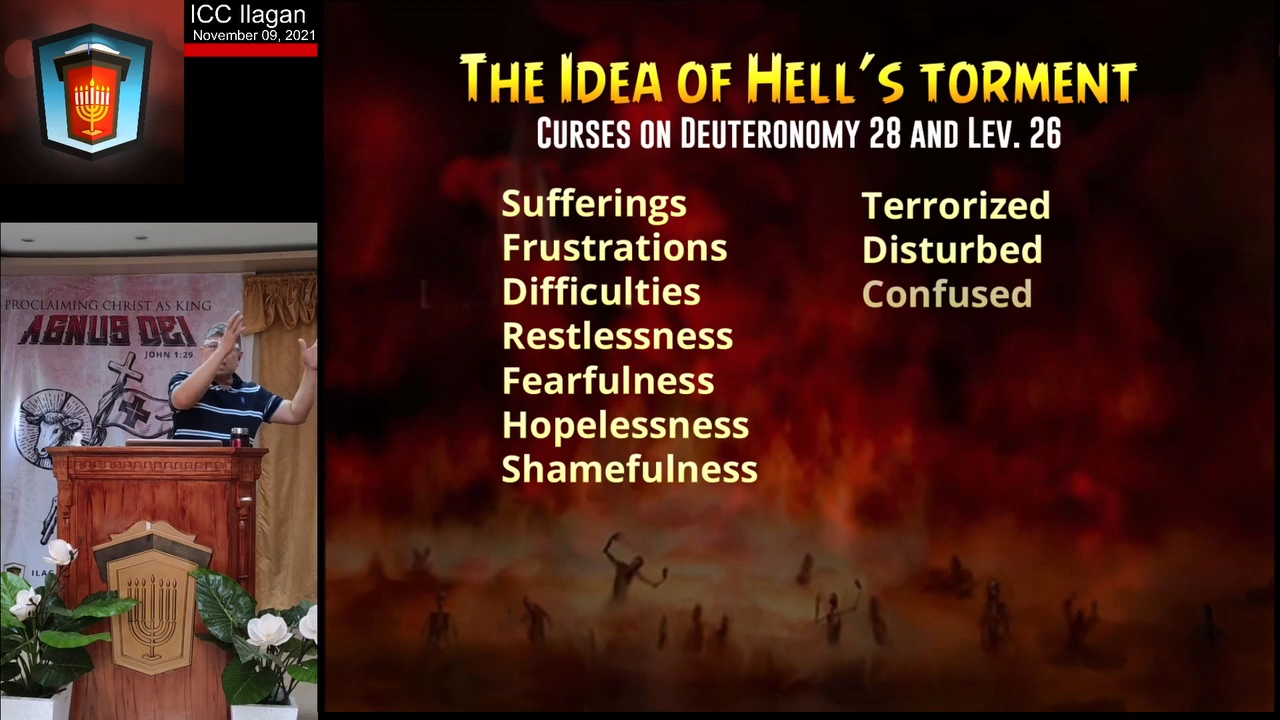 ICC Ilagan
November 09, 2021
THE IDEA OF HELL'S TORMENT
CURSES ON DEUTERONOMY 28 AND LEV. 26
Sufferings
Frustrations
Difficulties
Restlessness
Fearfulness
Hopelessness
Shamefulness
Terrorized
Disturbed
Confused
PROCLAIMING CHRIST AS KING
AGNUS DEI
JOHN 1:29